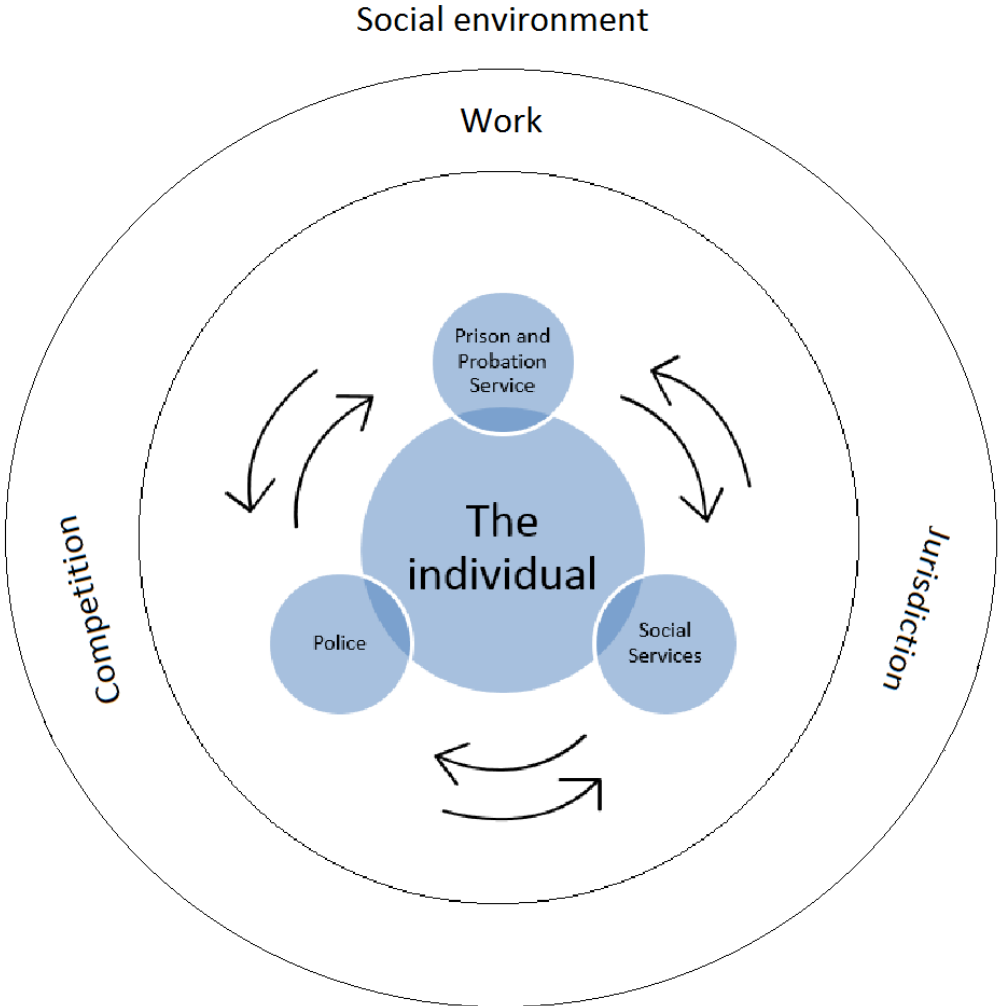 Social environment
Work
Prison and
Probation
Service
The
individual
Competition
Jurisdiction
Police
Social
Services